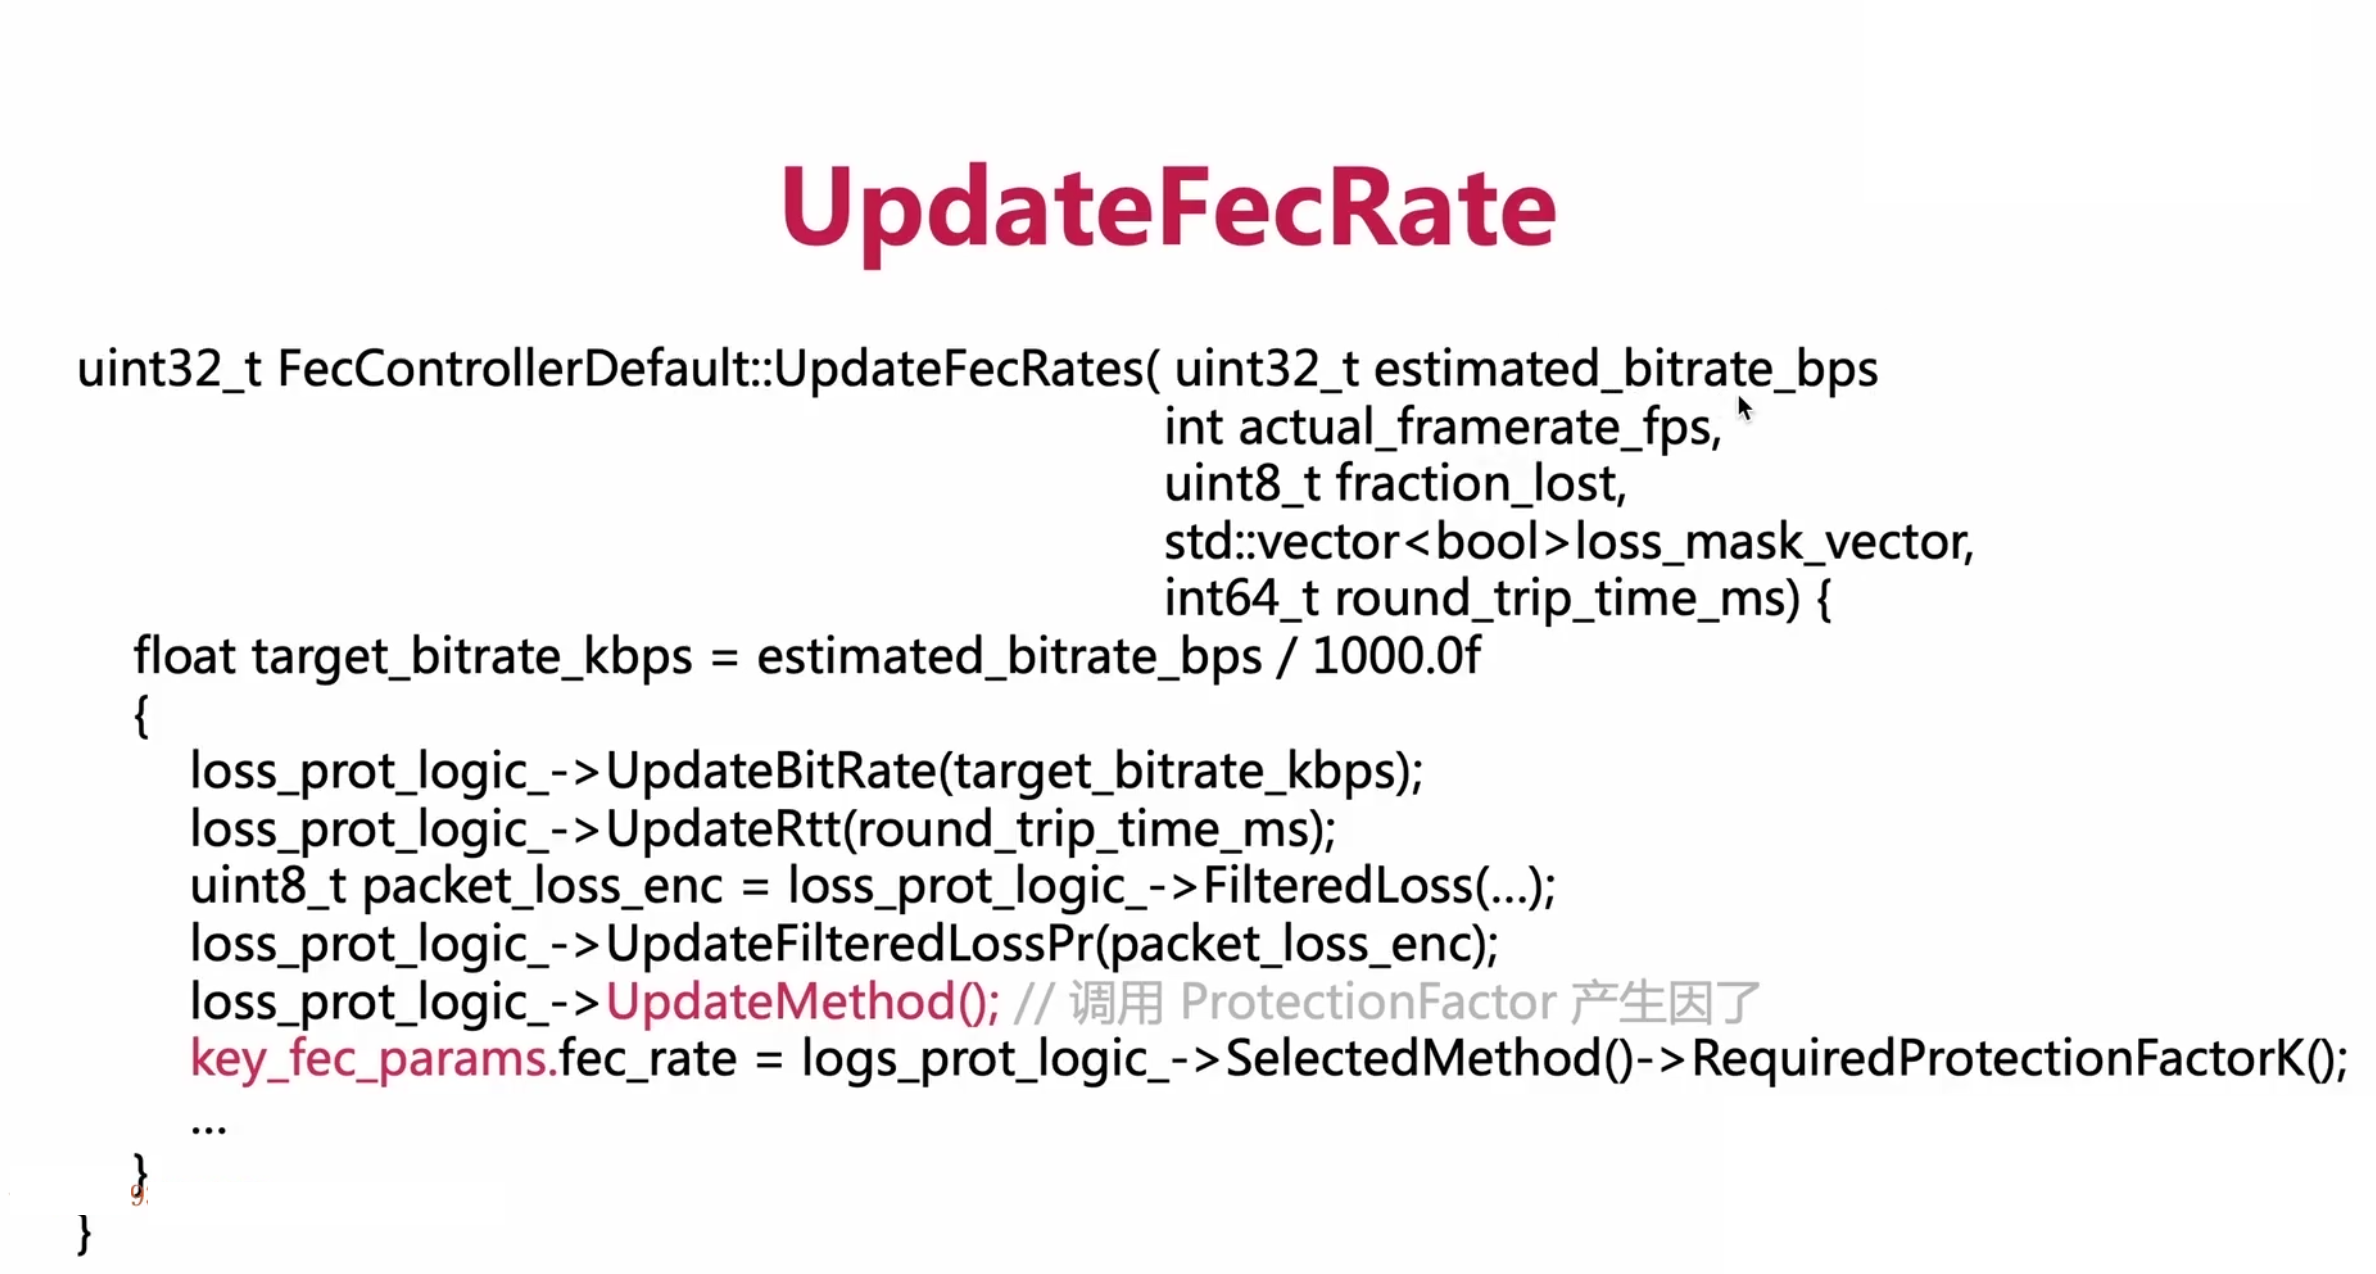 UpdateFecRate
uint32_t FecControllerDefault::UpdateFecRates( uint32_t estimated_bitrate_bps
int actual_framerate_fps,
uint8_t fraction_lost,
std::vector<bool>loss_mask_vector,
int64_t round_trip_time_ms) {
float target_bitrate_kbps = estimated_bitrate_bps / 1000.0f
{
loss_prot_logic_->UpdateBitRate(target_bitrate_kbps);
loss_prot_logic_->UpdateRtt(round_trip_time_ms);
uint8_t packet_loss_enc = loss_prot_logic_->FilteredLoss(...);
loss_prot_logic_->UpdateFilteredLossPr(packet_loss_enc);
loss_prot_logic_->UpdateMethod(); // 调用 ProtectionFactor 产生因了
key_fec_params.fec_rate = logs_prot_logic_->SelectedMethod()->RequiredProtectionFactorK();
...
}
}